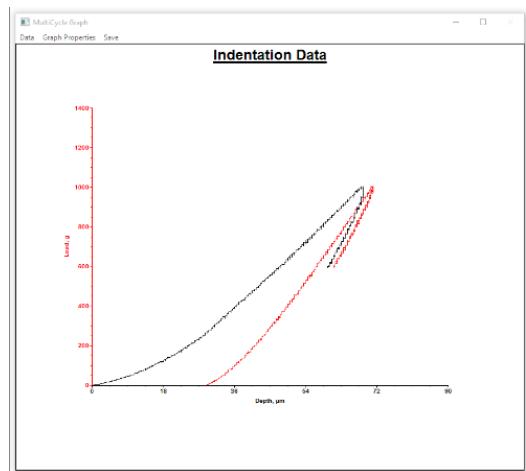 MultiCycle Graph
Data Graph Properties Save
Indentation Data
1400
1200
1000
800
600
400
200
0
Load, g
0 18 36 54 72 90
Depth, µm